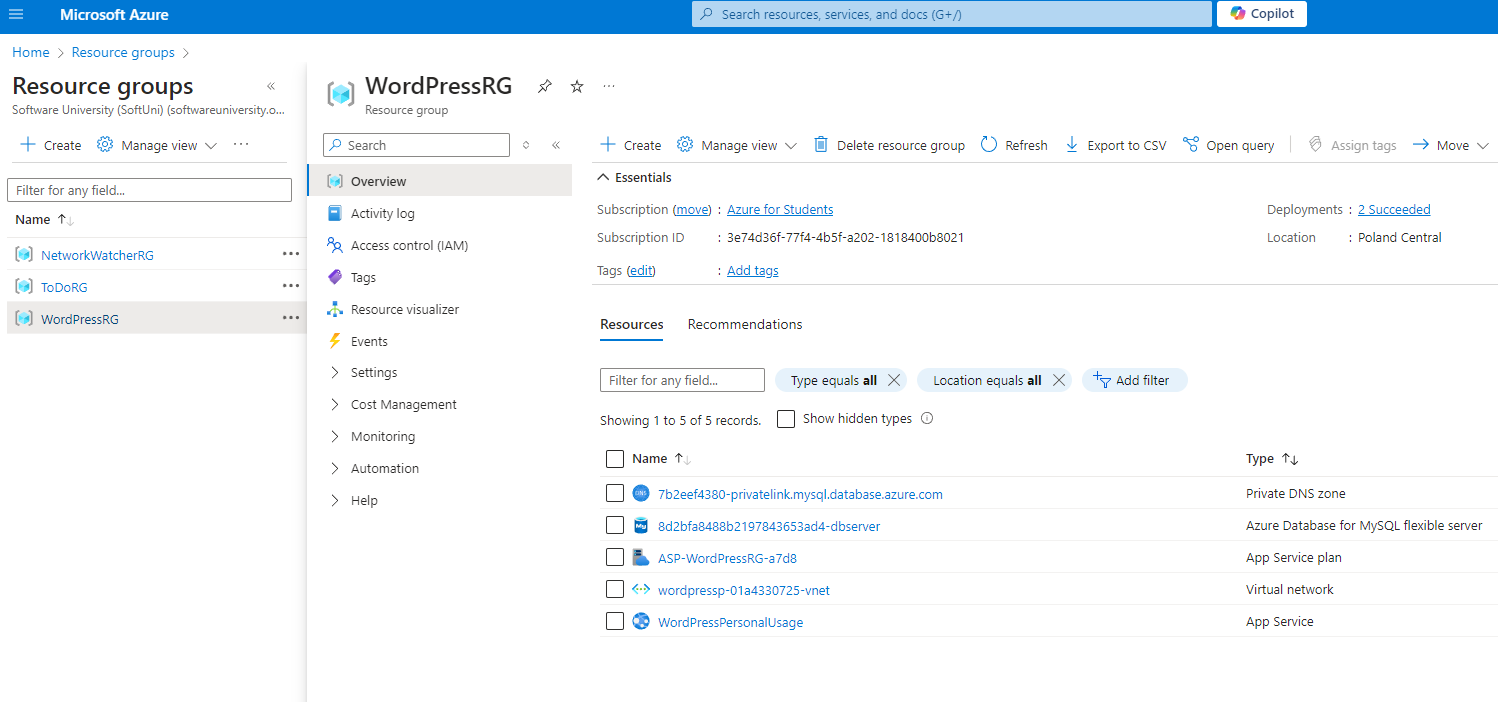 Microsoft Azure
Search resources, services, and docs (G+/)
Copilot
Home > Resource groups >
Resource groups
Software University (SoftUni) (softwareuniversity.o...
Create Manage view ...
Filter for any field...
Name
NetworkWatcherRG
ToDoRG
WordPressRG
WordPressRG
Resource group
Search
Overview
Activity log
Access control (IAM)
Tags
Resource visualizer
Events
Settings
Cost Management
Monitoring
Automation
Help
Create Manage view Delete resource group Refresh Export to CSV Open query Assign tags Move
Essentials
Subscription (move) : Azure for Students
Deployments : 2 Succeeded
Subscription ID : 3e74d36f-77f4-4b5f-a202-1818400b8021
Location : Poland Central
Tags (edit) : Add tags
Resources Recommendations
Filter for any field...
Type equals all
Location equals all
Add filter
Showing 1 to 5 of 5 records.
Show hidden types
Name Type
7b2eef4380-privatelink.mysql.database.azure.com Private DNS zone
8d2bfa8488b2197843653ad4-dbserver Azure Database for MySQL flexible server
ASP-WordPressRG-a7d8 App Service plan
wordpressp-01a4330725-vnet Virtual network
WordPressPersonalUsage App Service